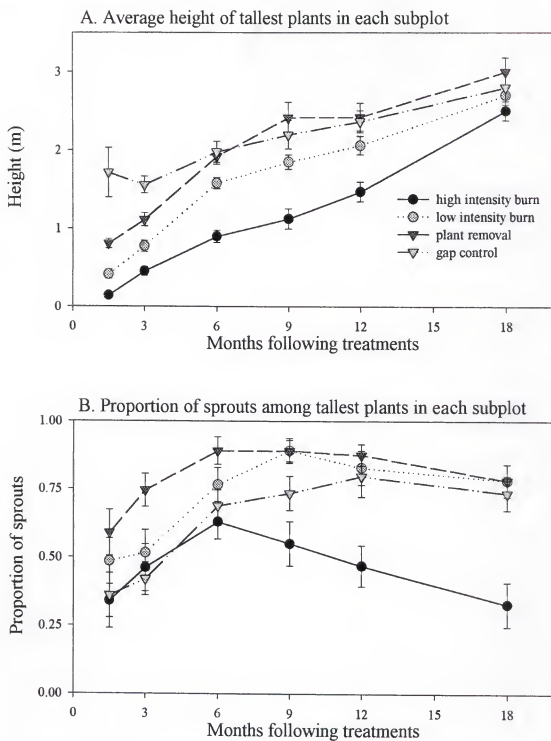 A. Average height of tallest plants in each subplot
3
2
1
0
Height (m)
high intensity burn
low intensity burn
plant removal
gap control
0 3 6 9 12 15 18
Months following treatments
B. Proportion of sprouts among tallest plants in each subplot
1.00
0.75
0.50
0.25
0.00
Proportion of sprouts
0 3 6 9 12 15 18
Months following treatments